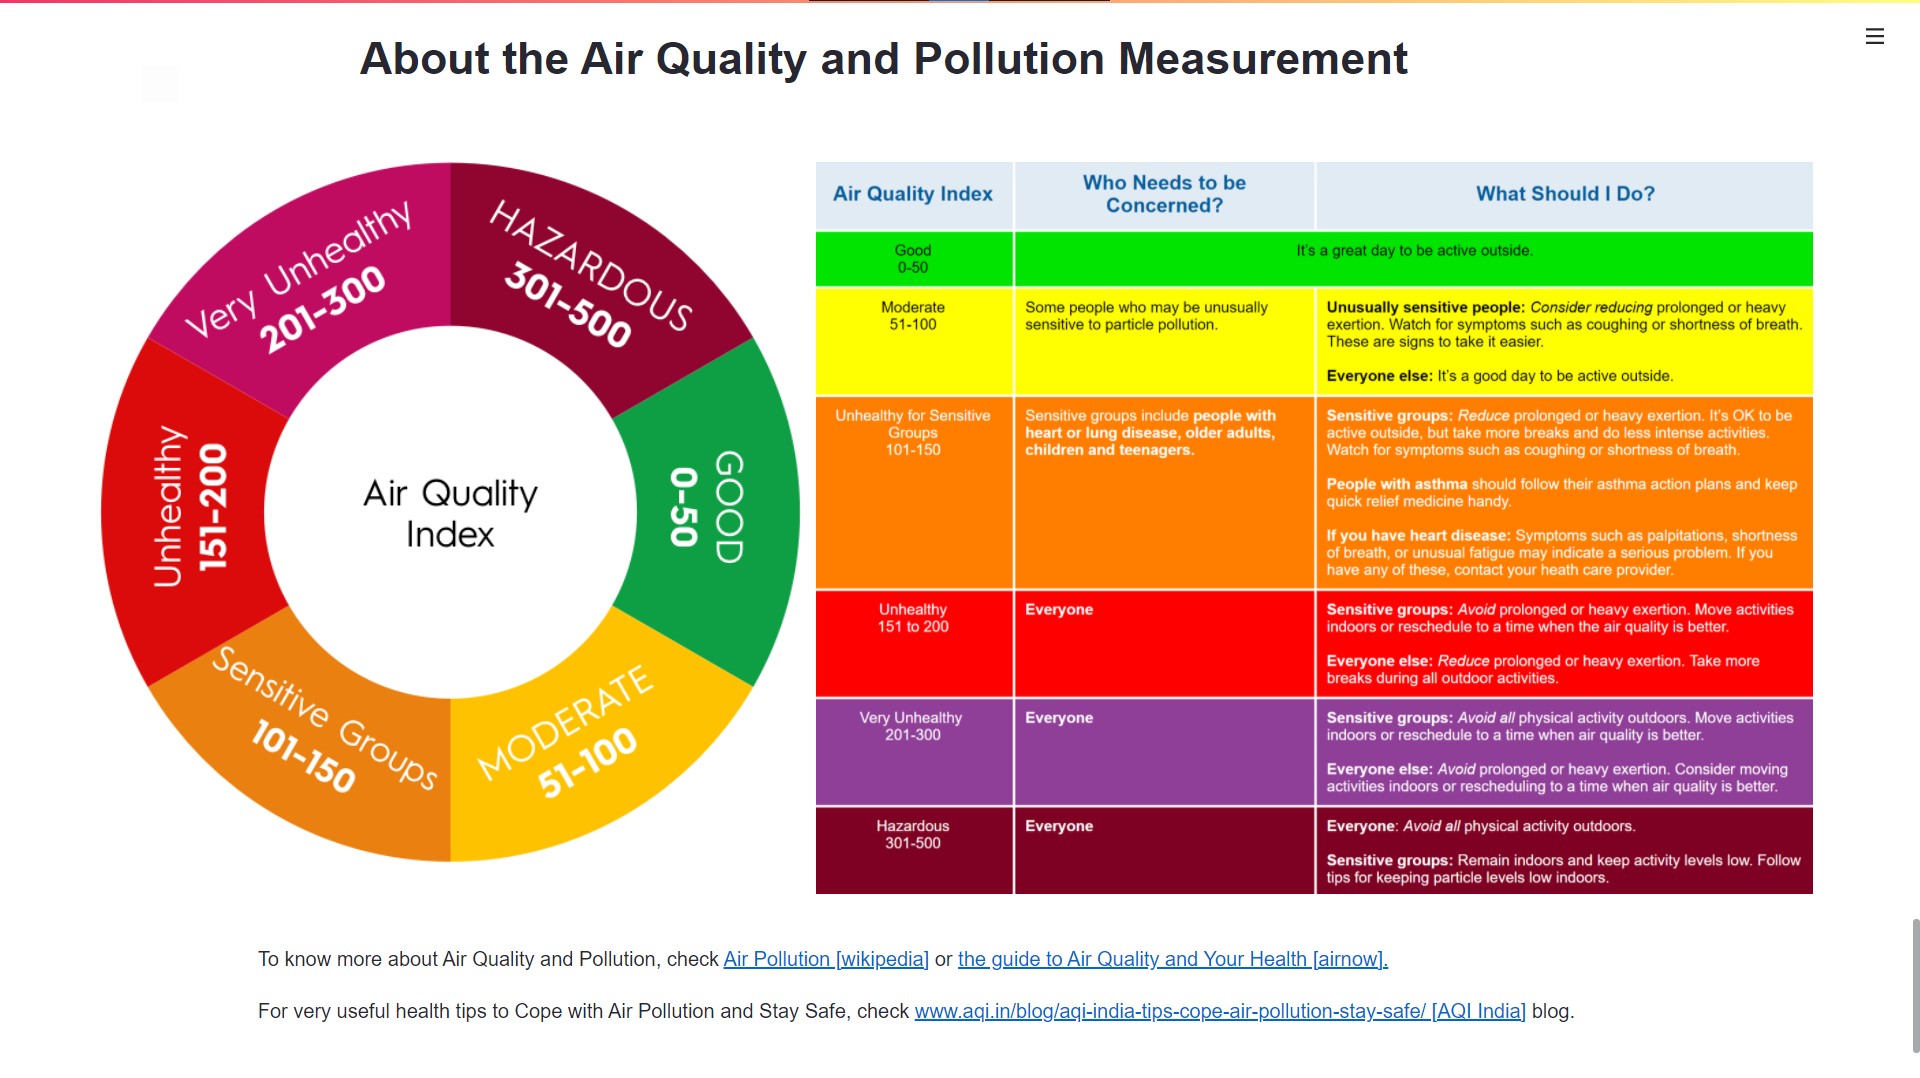 About the Air Quality and Pollution Measurement
Very Unhealthy
201-300
HAZARDOUS
301-500
GOOD
0-50
MODERATE
51-100
Sensitive Groups
101-150
Unhealthy
151-200
Air Quality
Index
Air Quality Index
Who Needs to be
Concerned?
What Should I Do?
Good
0-50
It's a great day to be active outside.
Moderate
51-100
Some people who may be unusually
sensitive to particle pollution.
Unusually sensitive people: Consider reducing prolonged or heavy
exertion. Watch for symptoms such as coughing or shortness of breath.
These are signs to take it easier.
Everyone else: It's a good day to be active outside.
Unhealthy for Sensitive
Groups
101-150
Sensitive groups include people with
heart or lung disease, older adults,
children and teenagers.
Sensitive groups: Reduce prolonged or heavy exertion. It's OK to be
active outside, but take more breaks and do less intense activities.
Watch for symptoms such as coughing or shortness of breath.
People with asthma should follow their asthma action plans and keep
quick relief medicine handy.
If you have heart disease: Symptoms such as palpitations, shortness
of breath, or unusual fatigue may indicate a serious problem. If you
have any of these, contact your heath care provider.
Unhealthy
151 to 200
Everyone
Sensitive groups: Avoid prolonged or heavy exertion. Move activities
indoors or reschedule to a time when the air quality is better.
Everyone else: Reduce prolonged or heavy exertion. Take more
breaks during all outdoor activities.
Very Unhealthy
201-300
Everyone
Sensitive groups: Avoid all physical activity outdoors. Move activities
indoors or reschedule to a time when air quality is better.
Everyone else: Avoid prolonged or heavy exertion. Consider moving
activities indoors or rescheduling to a time when air quality is better.
Hazardous
301-500
Everyone
Everyone: Avoid all physical activity outdoors.
Sensitive groups: Remain indoors and keep activity levels low. Follow
tips for keeping particle levels low indoors.
To know more about Air Quality and Pollution, check Air Pollution [wikipedia] or the guide to Air Quality and Your Health [airnow].
For very useful health tips to Cope with Air Pollution and Stay Safe, check www.aqi.in/blog/aqi-india-tips-cope-air-pollution-stay-safe/ [AQI India] blog.